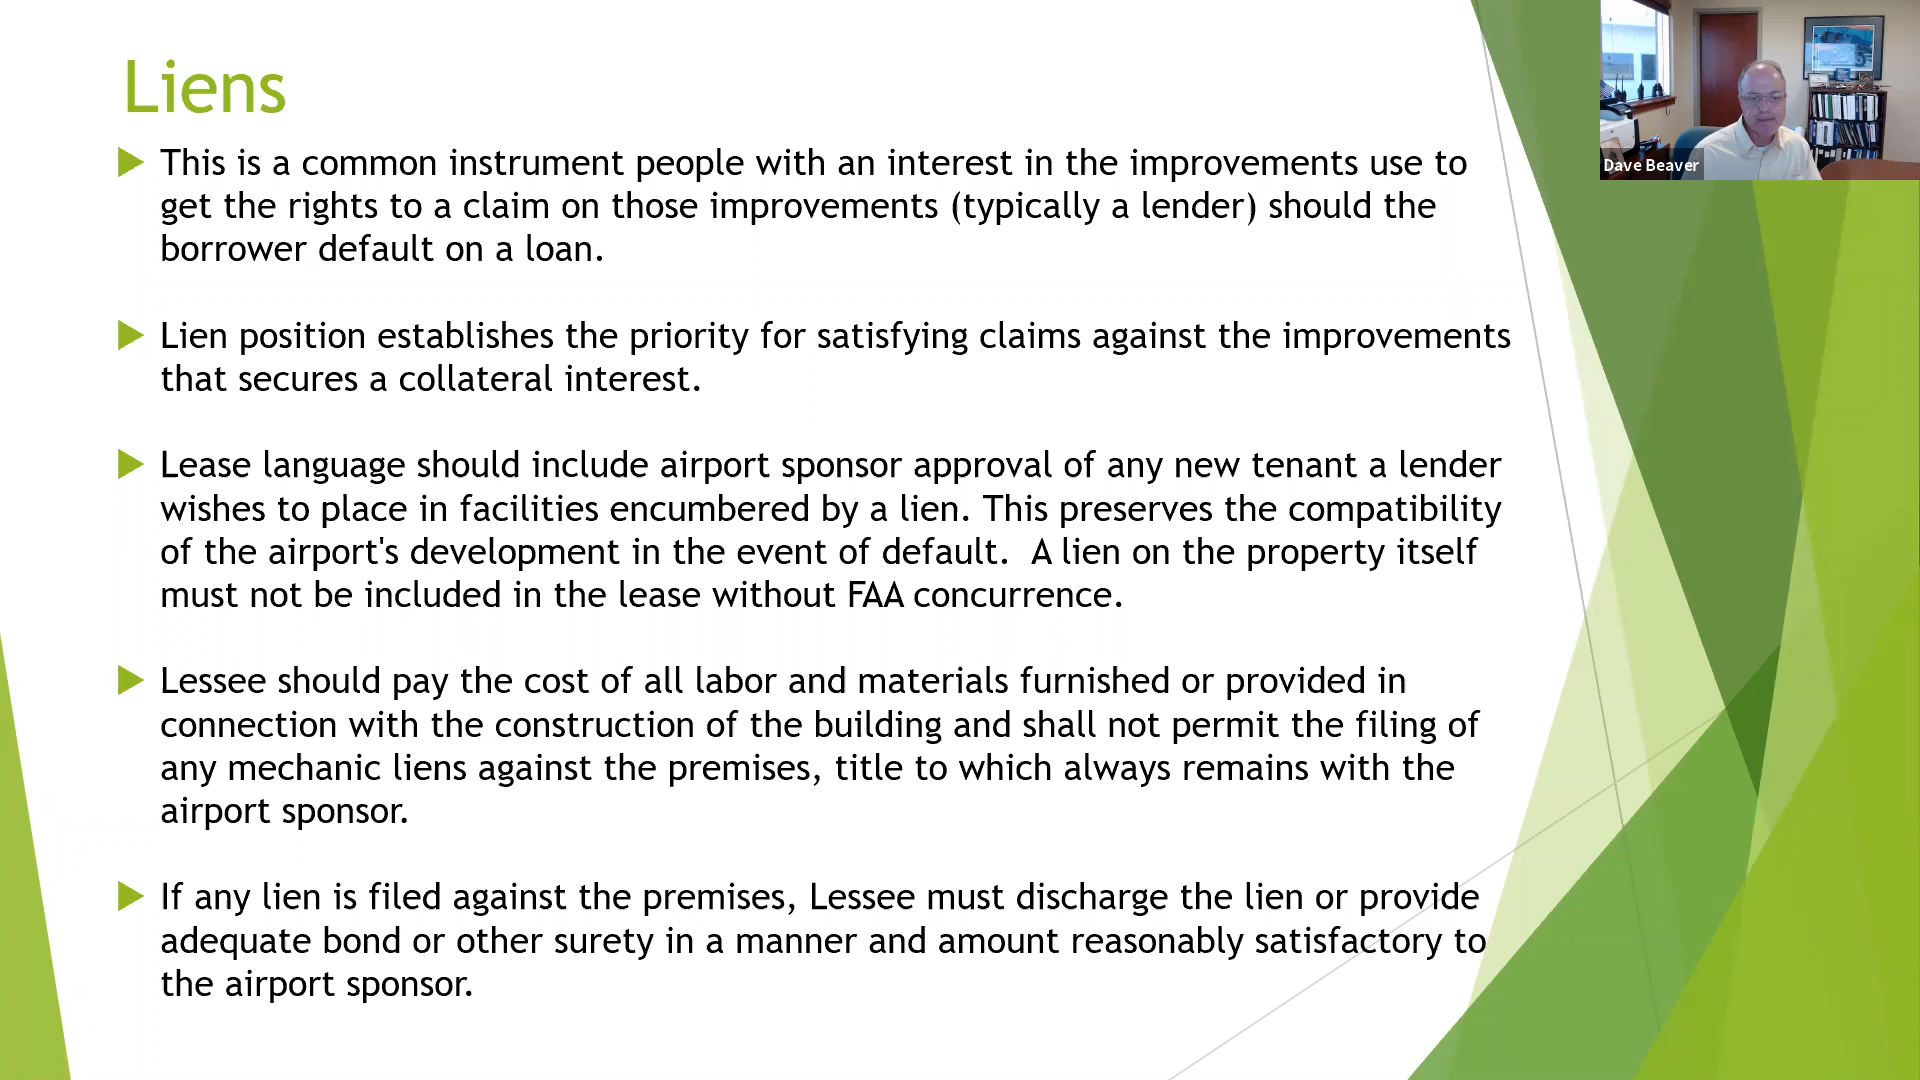 Liens
This is a common instrument people with an interest in the improvements use to
get the rights to a claim on those improvements (typically a lender) should the
borrower default on a loan.
Lien position establishes the priority for satisfying claims against the improvements
that secures a collateral interest.
Lease language should include airport sponsor approval of any new tenant a lender
wishes to place in facilities encumbered by a lien. This preserves the compatibility
of the airport's development in the event of default.  A lien on the property itself
must not be included in the lease without FAA concurrence.
Lessee should pay the cost of all labor and materials furnished or provided in
connection with the construction of the building and shall not permit the filing of
any mechanic liens against the premises, title to which always remains with the
airport sponsor.
If any lien is filed against the premises, Lessee must discharge the lien or provide
adequate bond or other surety in a manner and amount reasonably satisfactory to
the airport sponsor.
Dave Beaver